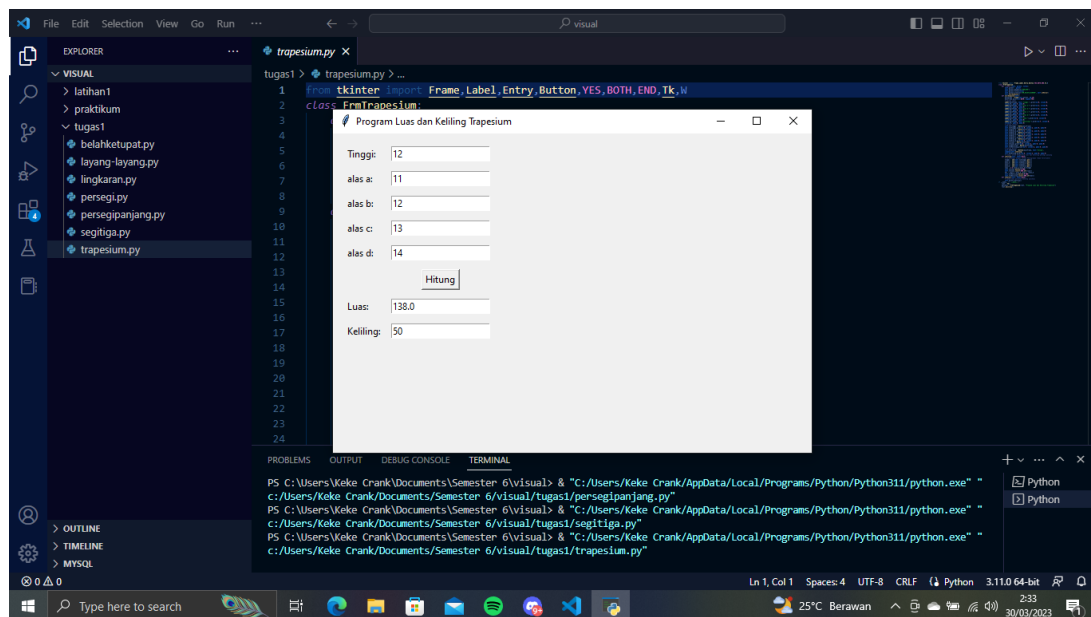 File Edit Selection View Go Run ···
visual
EXPLORER ···
VISUAL
latihan1
praktikum
tugas1
belahketupat.py
layang-layang.py
lingkaran.py
persegi.py
persegipanjang.py
segitiga.py
trapesium.py
OUTLINE
TIMELINE
MYSQL
4
trapesium.py
tugas1 > trapesium.py > ...
1 from tkinter import Frame,Label,Entry,Button,YES,BOTH,END,Tk,W
2 class FrmTrapesium:
3
4
5
6
7
8
9
10
11
12
13
14
15
16
17
18
19
20
21
22
23
24
Program Luas dan Keliling Trapesium
Tinggi: 12
alas a: 11
alas b: 12
alas c: 13
alas d: 14
Hitung
Luas: 138.0
Keliling: 50
PROBLEMS OUTPUT DEBUG CONSOLE TERMINAL
PS C:\Users\Keke Crank\Documents\Semester 6\visual> & "C:/Users/Keke Crank/AppData/Local/Programs/Python/Python311/python.exe" "
c:/Users/Keke Crank/Documents/Semester 6/visual/tugas1/persegipanjang.py"
PS C:\Users\Keke Crank\Documents\Semester 6\visual> & "C:/Users/Keke Crank/AppData/Local/Programs/Python/Python311/python.exe" "
c:/Users/Keke Crank/Documents/Semester 6/visual/tugas1/segitiga.py"
PS C:\Users\Keke Crank\Documents\Semester 6\visual> & "C:/Users/Keke Crank/AppData/Local/Programs/Python/Python311/python.exe" "
c:/Users/Keke Crank/Documents/Semester 6/visual/tugas1/trapesium.py"
Python
Python
0 0 Ln 1, Col 1 Spaces: 4 UTF-8 CRLF Python 3.11.0 64-bit
Type here to search
25°C Berawan
2:33
30/03/2023
1